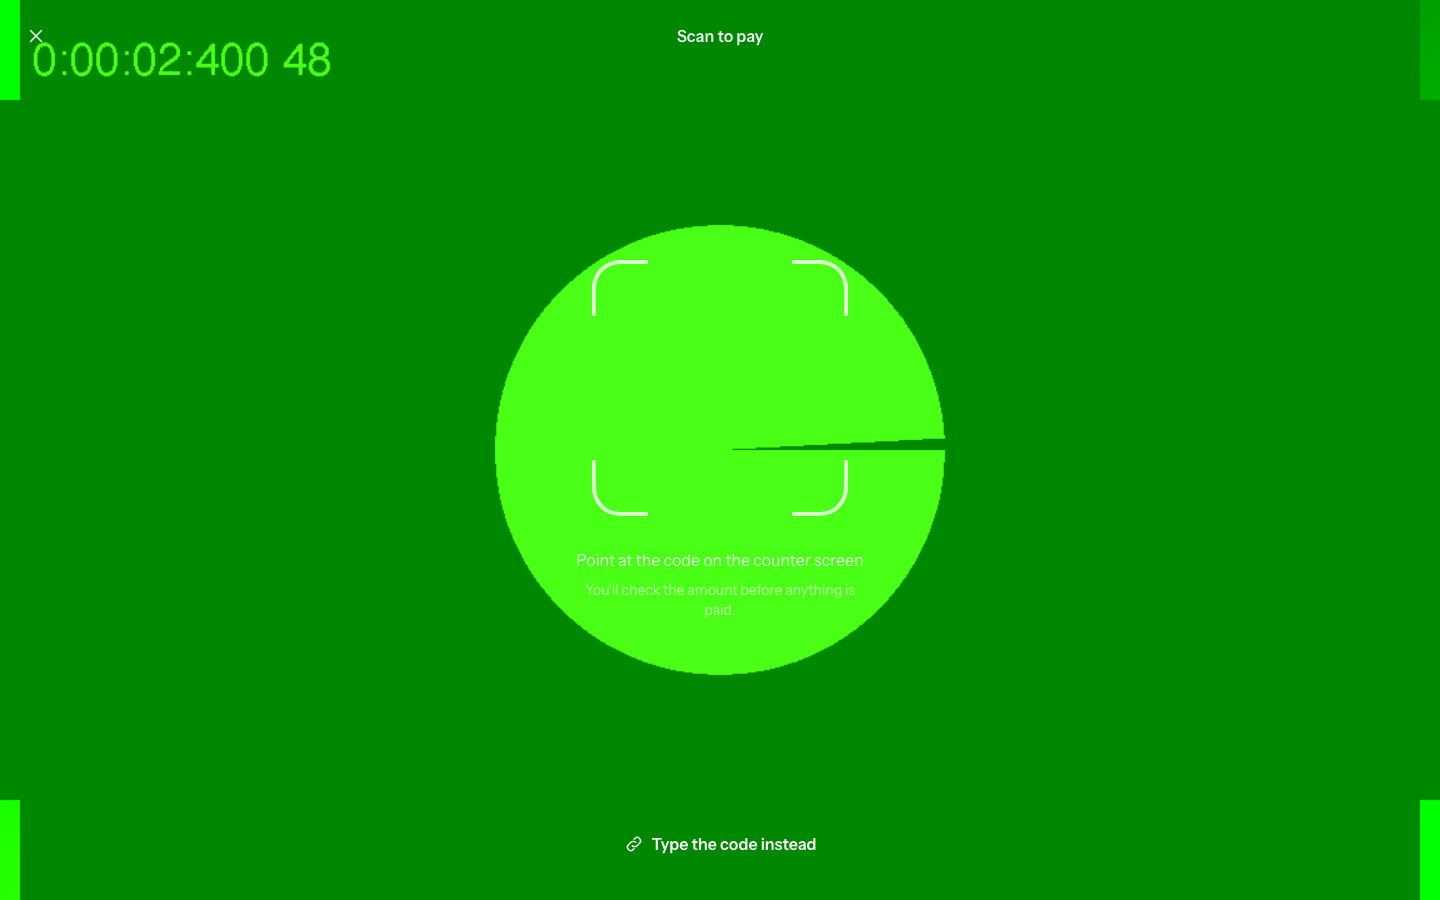 Scan to pay
0:00:02:400 48
Point at the code on the counter screen
You'll check the amount before anything is
paid.
Type the code instead